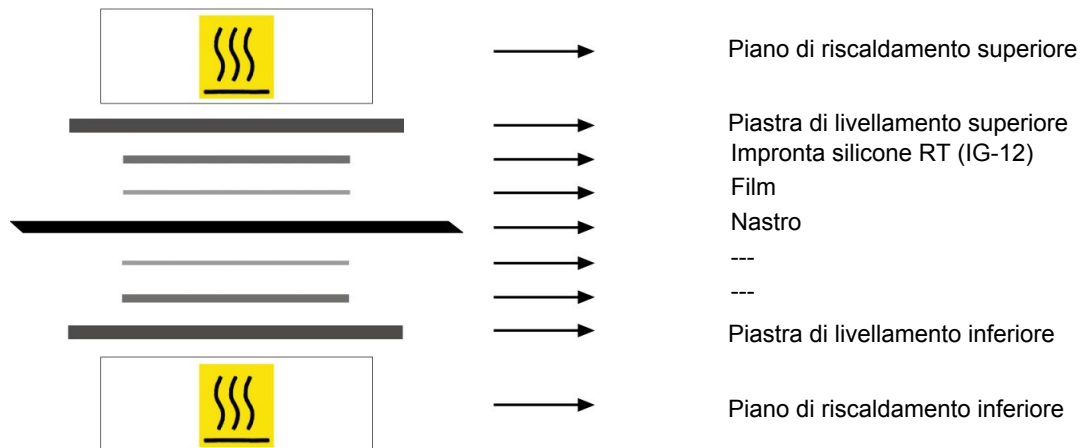 Piano di riscaldamento superiore
Piastra di livellamento superiore
Impronta silicone RT (IG-12)
Film
Nastro
---
---
Piastra di livellamento inferiore
Piano di riscaldamento inferiore